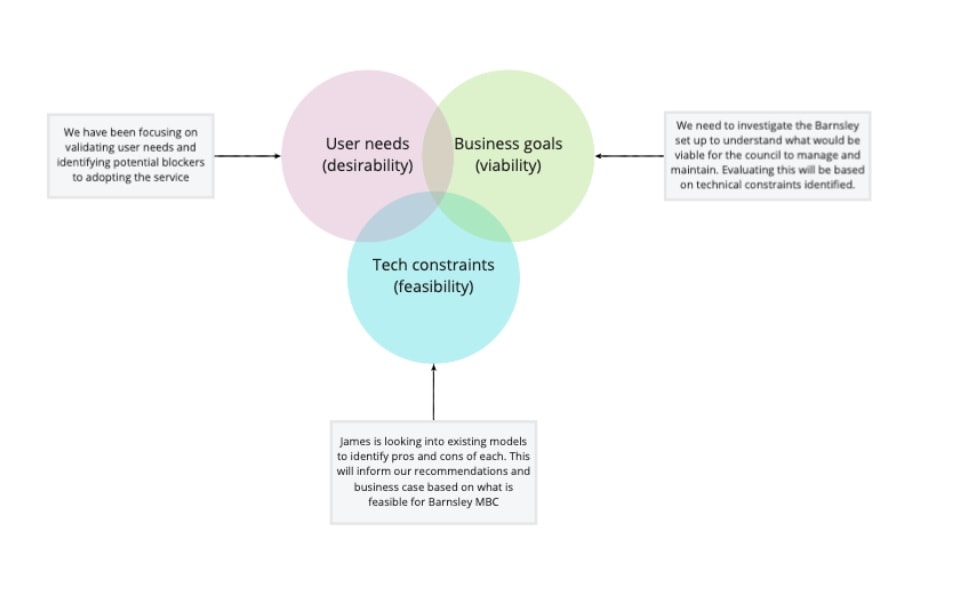 We have been focusing on
validating user needs and
identifying potential blockers
to adopting the service
User needs
(desirability)
Business goals
(viability)
We need to investigate the Barnsley
set up to understand what would be
viable for the council to manage and
maintain. Evaluating this will be based
on technical constraints identified.
Tech constraints
(feasibility)
James is looking into existing models
to identify pros and cons of each. This
will inform our recommendations and
business case based on what is
feasible for Barnsley MBC